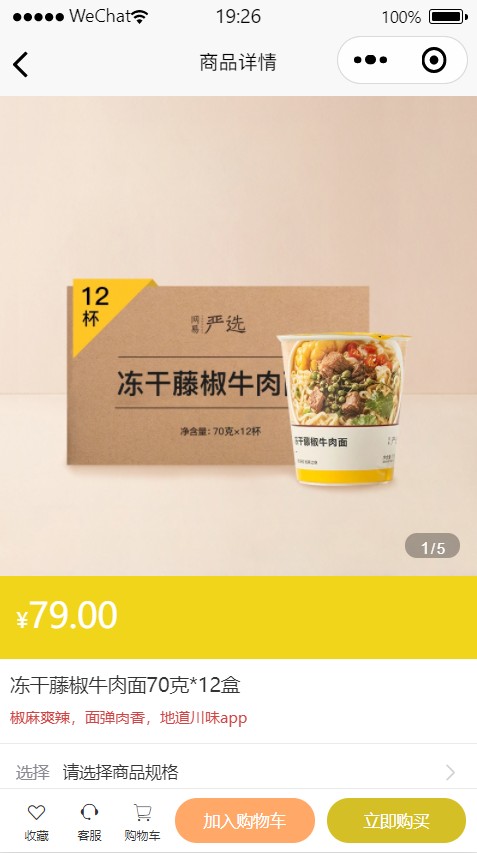 WeChat 19:26 100%
商品详情
12
杯
网易 严选
冻干藤椒牛肉
净含量：70克×12杯
冻干藤椒牛肉面
1/5
¥79.00
冻干藤椒牛肉面70克*12盒
椒麻爽辣，面弹肉香，地道川味app
选择 请选择商品规格
收藏 客服 购物车 加入购物车 立即购买